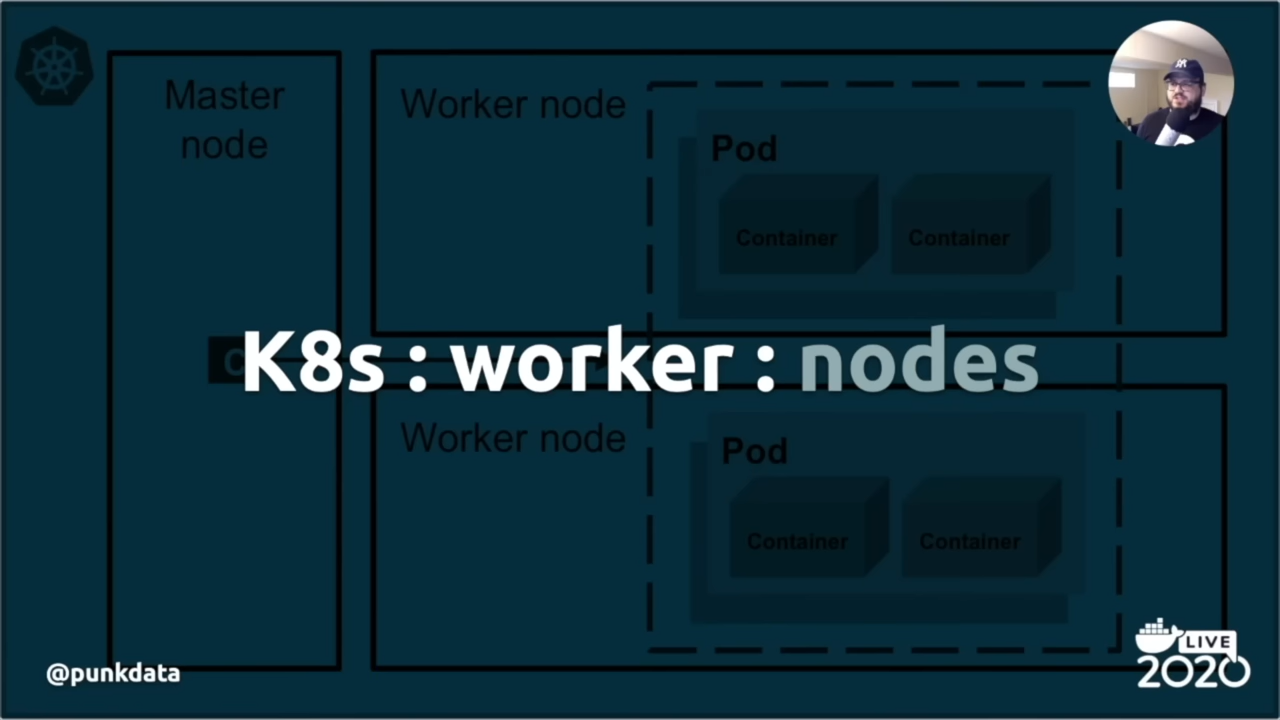 Master
node
Worker node
Pod
Container
Container
K8s : worker : nodes
Worker node
Pod
Container
Container
@punkdata
LIVE
2020